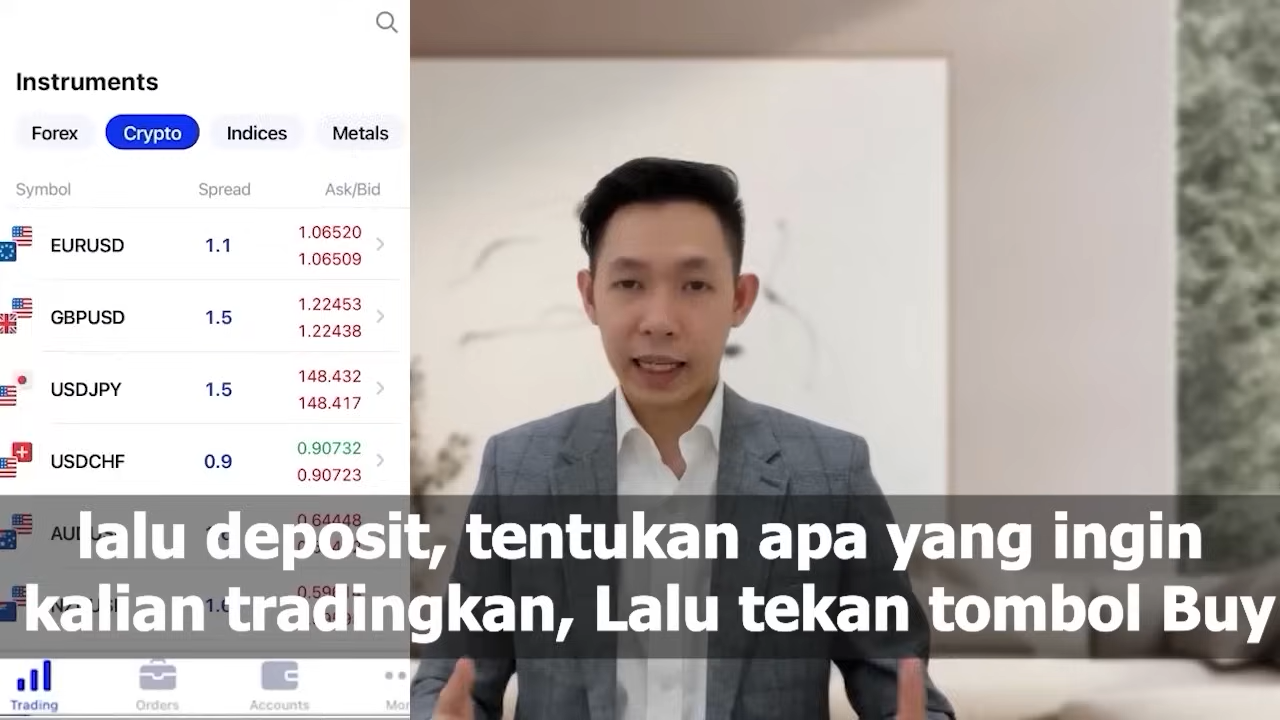 Instruments
Forex Crypto Indices Metals
Symbol Spread Ask/Bid
EURUSD 1.1 1.06520
1.06509
GBPUSD 1.5 1.22453
1.22438
USDJPY 1.5 148.432
148.417
USDCHF 0.9 0.90732
0.90723
0.64448
lalu deposit, tentukan apa yang ingin
kalian tradingkan, Lalu tekan tombol Buy
Trading Orders Accounts